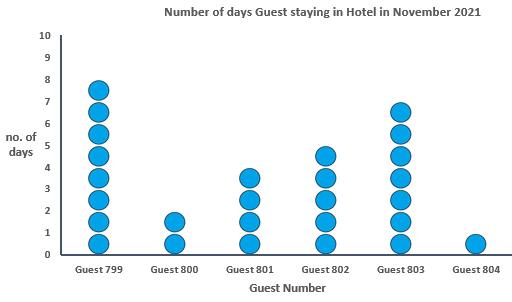 Number of days Guest staying in Hotel in November 2021
10
9
8
7
6
5
4
3
2
1
0
no. of
days
Guest 799 Guest 800 Guest 801 Guest 802 Guest 803 Guest 804
Guest Number